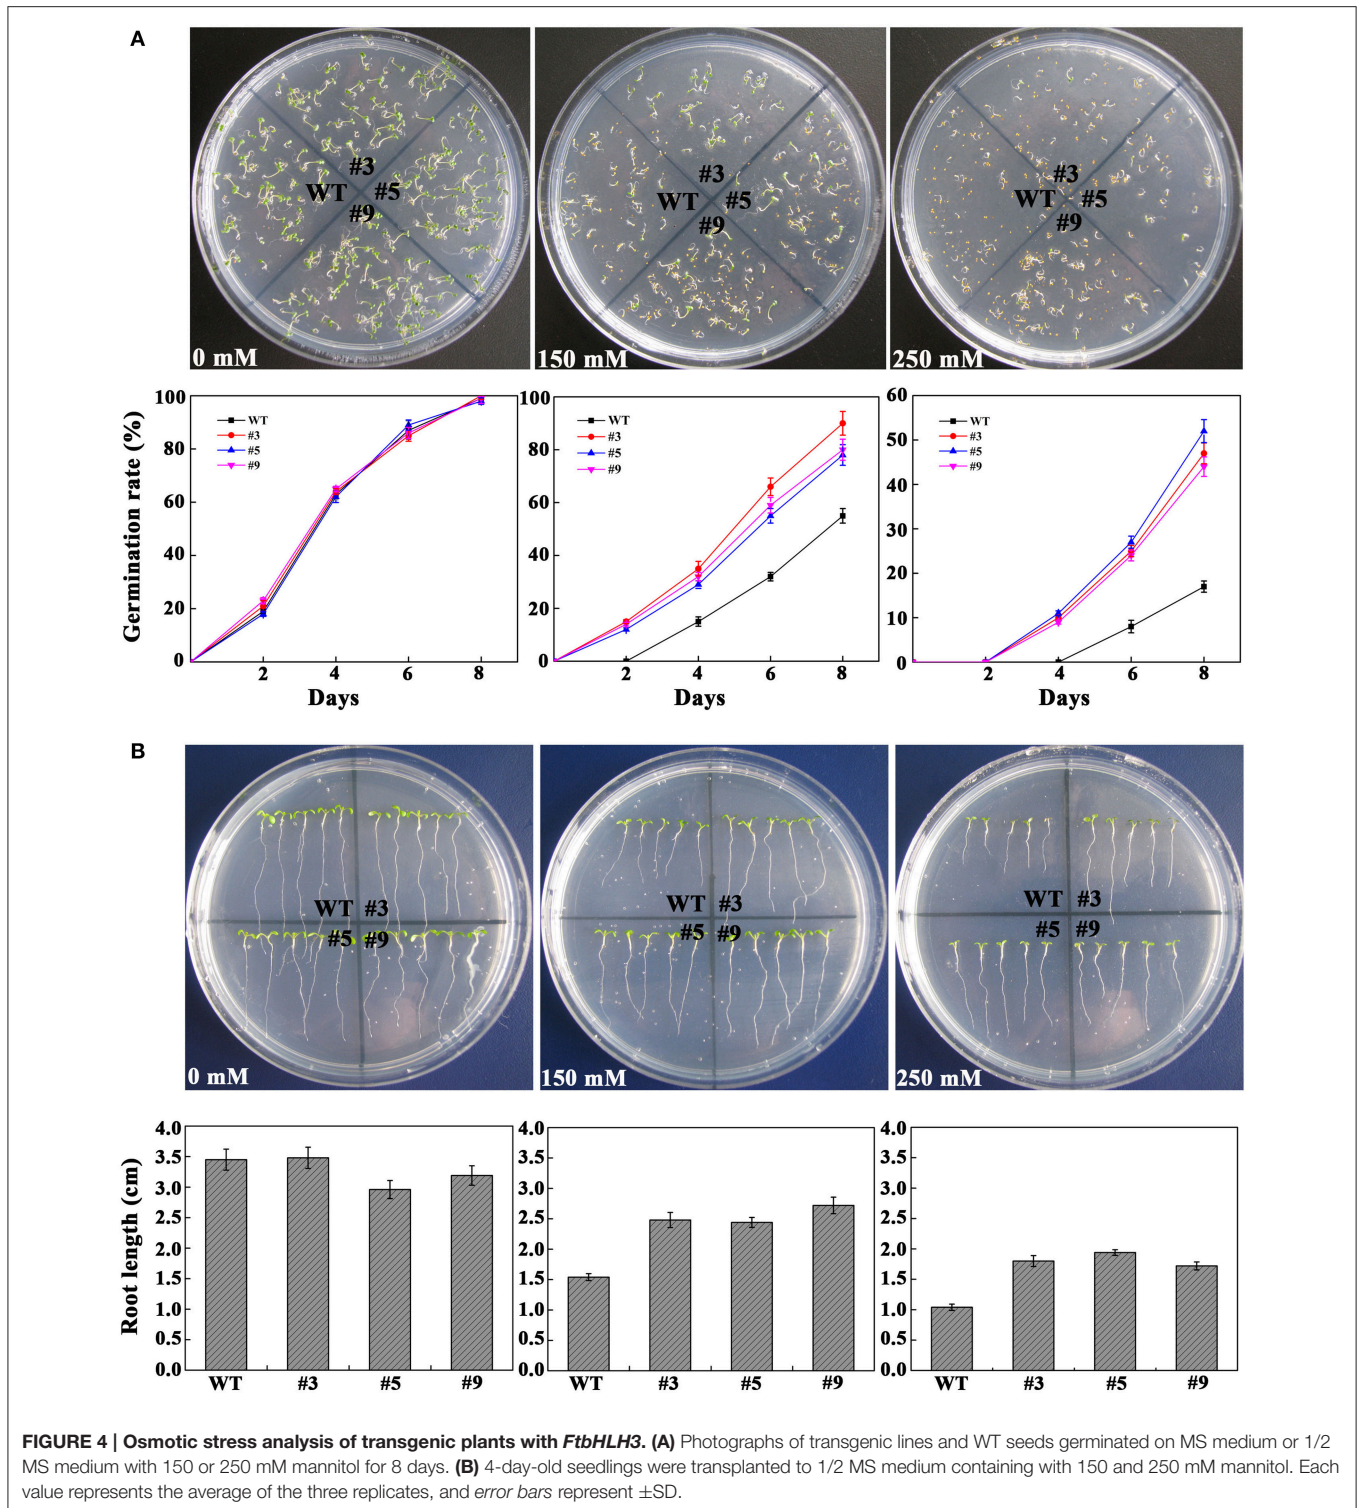 A
#3
WT #5
#9
0 mM
#3
WT #5
#9
150 mM
#3
WT #5
#9
250 mM
Germination rate (%)
100
80
60
40
20
0
WT
#3
#5
#9
2 4 6 8
Days
100
80
60
40
20
0
WT
#3
#5
#9
2 4 6 8
Days
60
50
40
30
20
10
0
WT
#3
#5
#9
2 4 6 8
Days
B
WT #3
#5 #9
0 mM
WT #3
#5 #9
150 mM
WT #3
#5 #9
250 mM
Root length (cm)
4.0
3.5
3.0
2.5
2.0
1.5
1.0
0.5
0.0
WT #3 #5 #9
4.0
3.5
3.0
2.5
2.0
1.5
1.0
0.5
0.0
WT #3 #5 #9
4.0
3.5
3.0
2.5
2.0
1.5
1.0
0.5
0.0
WT #3 #5 #9
FIGURE 4 | Osmotic stress analysis of transgenic plants with FtbHLH3. (A) Photographs of transgenic lines and WT seeds germinated on MS medium or 1/2
MS medium with 150 or 250 mM mannitol for 8 days. (B) 4-day-old seedlings were transplanted to 1/2 MS medium containing with 150 and 250 mM mannitol. Each
value represents the average of the three replicates, and error bars represent ±SD.